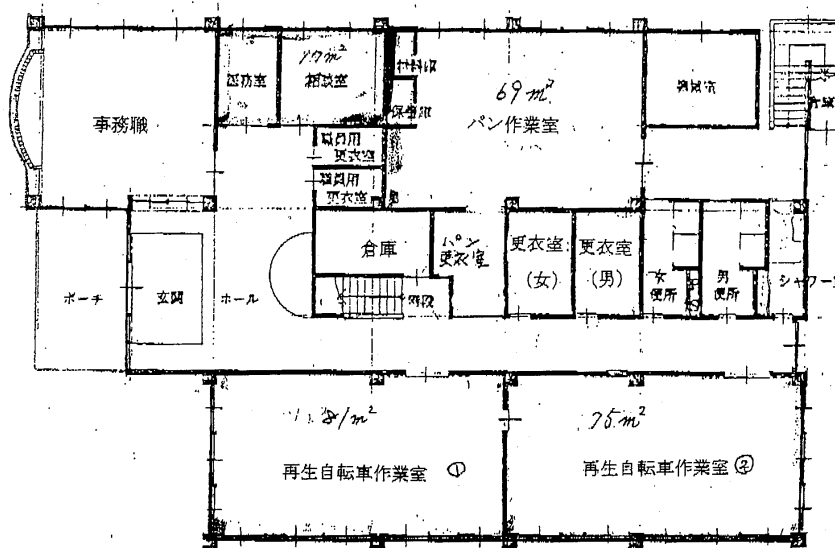 相談室
事務職
69m²
パン作業室
職員用
更衣室
職員用
更衣室
倉庫
パン
更衣室
更衣室
(女)
更衣室
(男)
女
便所
男
便所
ポーチ
玄関
ホール
階段
75m²
再生自転車作業室 ①
再生自転車作業室 ②